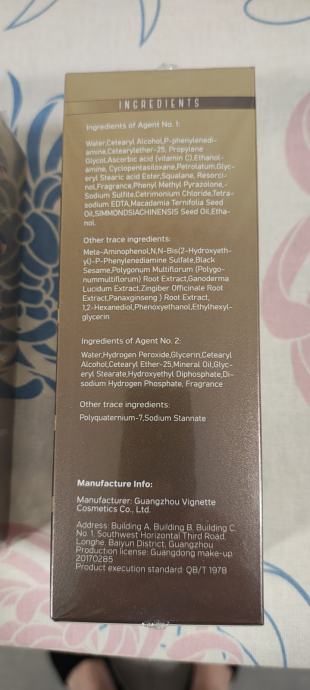 INGREDIENTS
Ingredients of Agent No. 1:
Water,Cetearyl Alcohol,P-phenylenedi-
amine,Cetearylether-25, Propylene
Glycol,Ascorbic acid (vitamin C),Ethanol-
amine, Cyclopentasiloxane,Petrolatum,Glyc-
eryl Stearic acid Ester,Squalane, Resorci-
nol,Fragrance,Phenyl Methyl Pyrazolone,-
Sodium Sulfite,Cetrimonium Chloride,Tetra-
sodium EDTA,Macadamia Ternifolia Seed
Oil,SIMMONDSIACHINENSIS Seed Oil,Etha-
nol.
Other trace ingredients:
Meta-Aminophenol,N,N-Bis(2-Hydroxyeth-
yl)-P-Phenylenediamine Sulfate,Black
Sesame,Polygonum Multiflorum (Polygo-
nummultiflorum) Root Extract,Ganoderma
Lucidum Extract,Zingiber Officinale Root
Extract,Panaxginseng ) Root Extract,
1,2-Hexanediol,Phenoxyethanol,Ethylhexyl-
glycerin
Ingredients of Agent No. 2:
Water,Hydrogen Peroxide,Glycerin,Cetearyl
Alcohol,Cetearyl Ether-25,Mineral Oil,Glyc-
eryl Stearate,Hydroxyethyl Diphosphate,Di-
sodium Hydrogen Phosphate, Fragrance
Other trace ingredients:
Polyquaternium-7,Sodium Stannate
Manufacture Info:
Manufacturer: Guangzhou Vignette
Cosmetics Co., Ltd.
Address: Building A, Building B, Building C,
No. 1, Southwest Horizontal Third Road,
Longhe, Baiyun District, Guangzhou
Production license: Guangdong make-up
20170285
Product execution standard: QB/T 1978